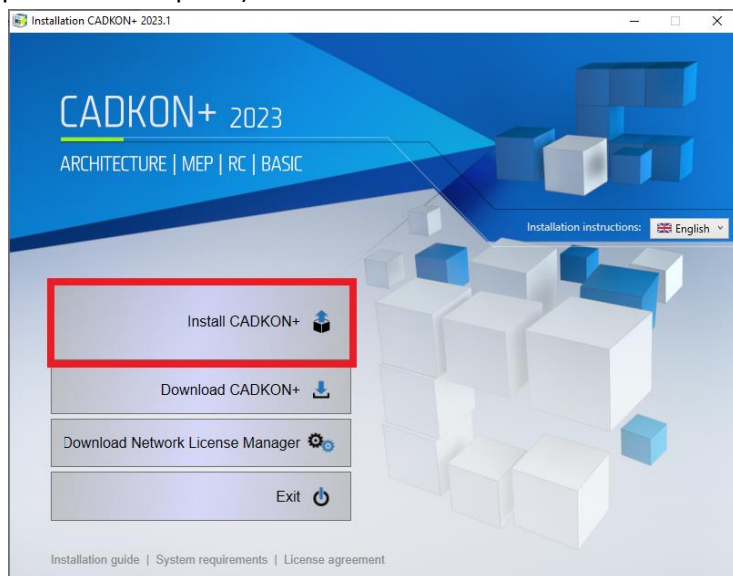 Installation CADKON+ 2023.1
CADKON+ 2023
ARCHITECTURE | MEP | RC | BASIC
Installation instructions: English
Install CADKON+
Download CADKON+
Download Network License Manager
Exit
Installation guide | System requirements | License agreement